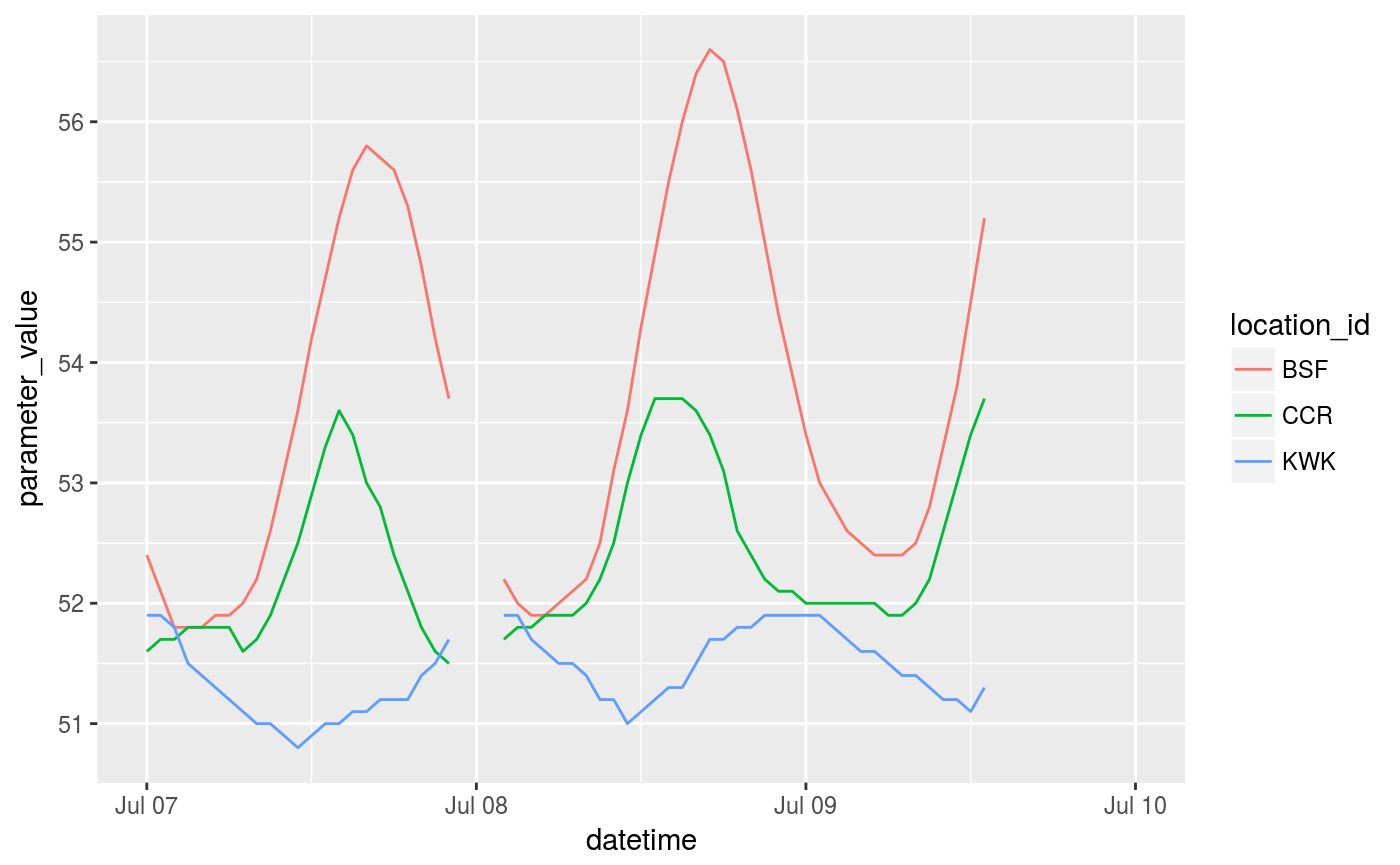 parameter_value
56
55
54
53
52
51
Jul 07
Jul 08
Jul 09
Jul 10
datetime
location_id
BSF
CCR
KWK